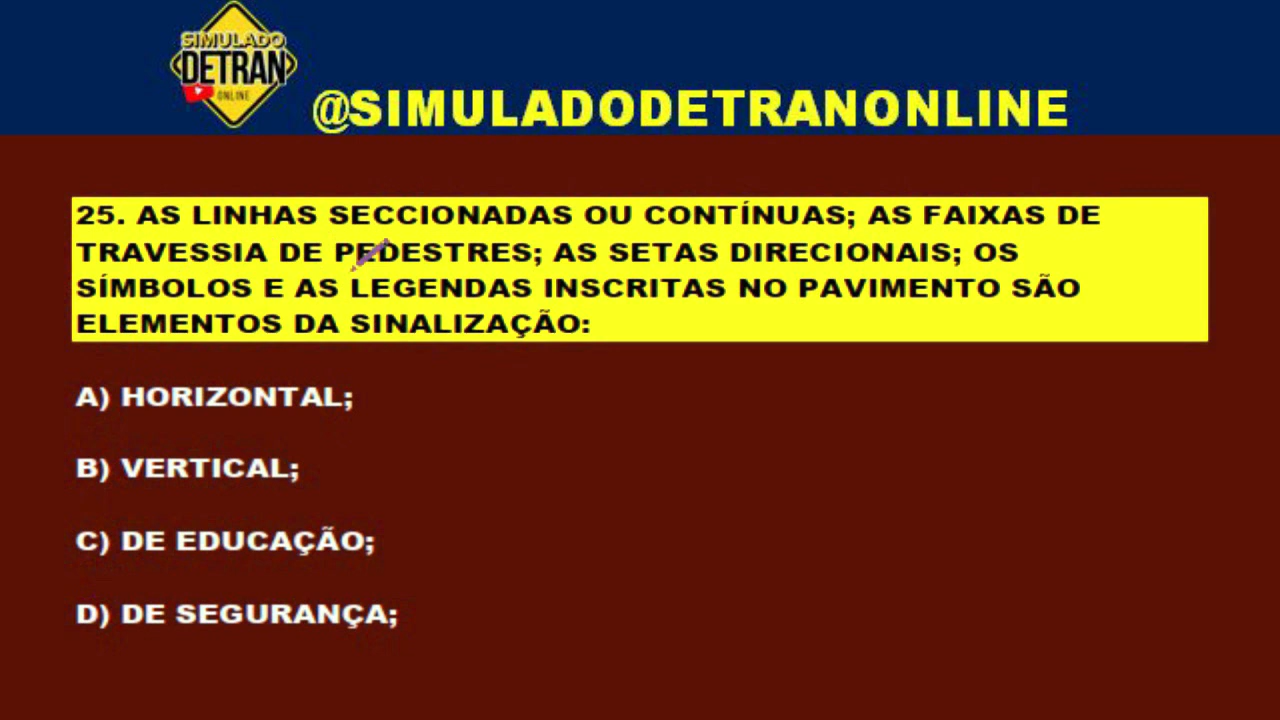 SIMULADO
DETRAN
ONLINE
@SIMULADODETRANONLINE
25. AS LINHAS SECCIONADAS OU CONTÍNUAS; AS FAIXAS DE
TRAVESSIA DE PEDESTRES; AS SETAS DIRECIONAIS; OS
SÍMBOLOS E AS LEGENDAS INSCRITAS NO PAVIMENTO SÃO
ELEMENTOS DA SINALIZAÇÃO:
A) HORIZONTAL;
B) VERTICAL;
C) DE EDUCAÇÃO;
D) DE SEGURANÇA;